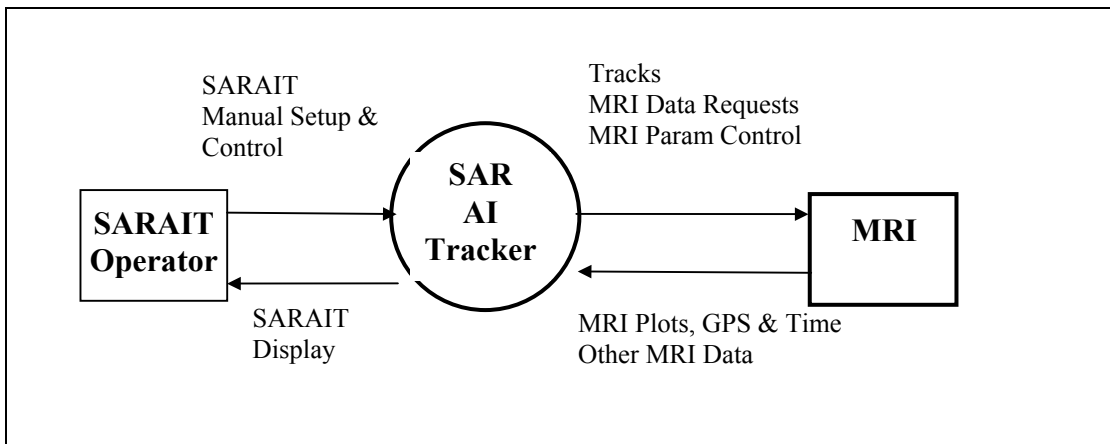 SARAIT
Manual Setup &
Control
Tracks
MRI Data Requests
MRI Param Control
SARAIT
Operator
SAR
AI
Tracker
MRI
SARAIT
Display
MRI Plots, GPS & Time
Other MRI Data